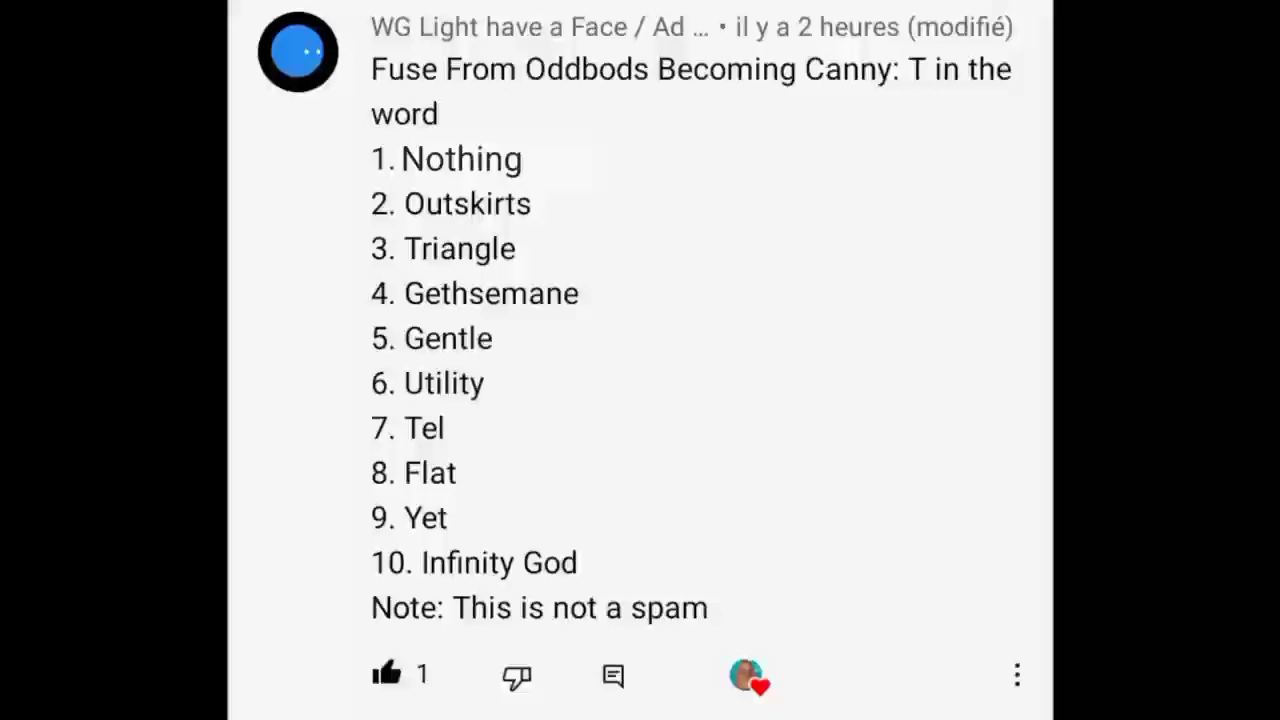 WG Light have a Face / Ad ... • il y a 2 heures (modifié)
Fuse From Oddbods Becoming Canny: T in the
word
1. Nothing
2. Outskirts
3. Triangle
4. Gethsemane
5. Gentle
6. Utility
7. Tel
8. Flat
9. Yet
10. Infinity God
Note: This is not a spam
1